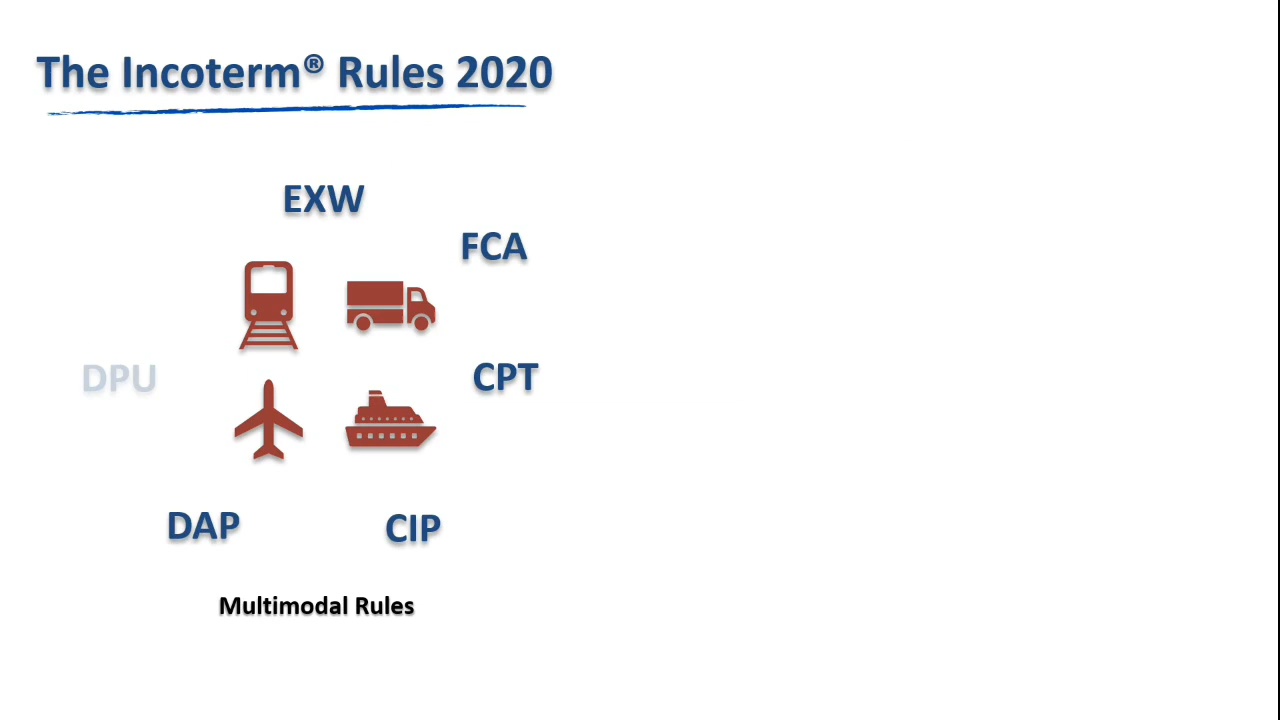 The Incoterm® Rules 2020
EXW
FCA
DPU
CPT
DAP
CIP
Multimodal Rules